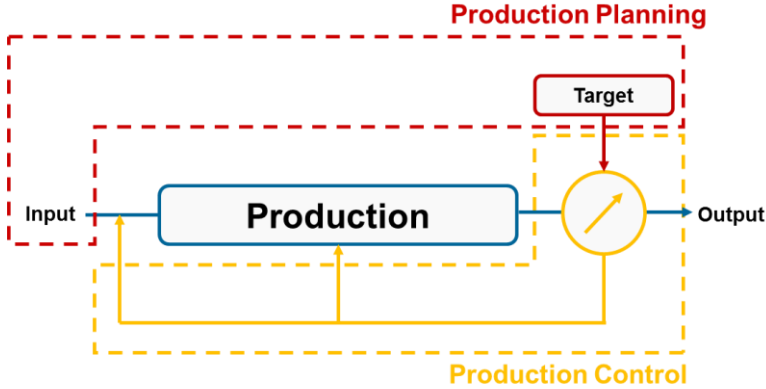 Production Planning
Target
Input
Production
Output
Production Control